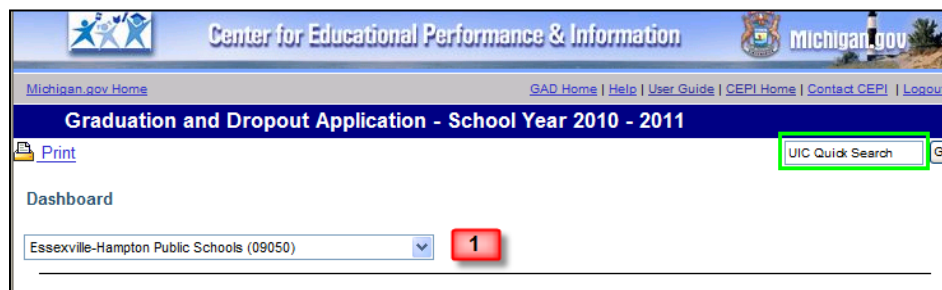 Center for Educational Performance & Information Michigan.gov
Michigan.gov Home GAD Home | Help | User Guide | CEPI Home | Contact CEPI | Logout
Graduation and Dropout Application - School Year 2010 - 2011
Print UIC Quick Search G
Dashboard
Essexville-Hampton Public Schools (09050) 1